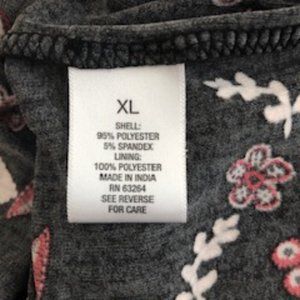 XL
SHELL:
95% POLYESTER
5% SPANDEX
LINING:
100% POLYESTER
MADE IN INDIA
RN 63264
SEE REVERSE
FOR CARE